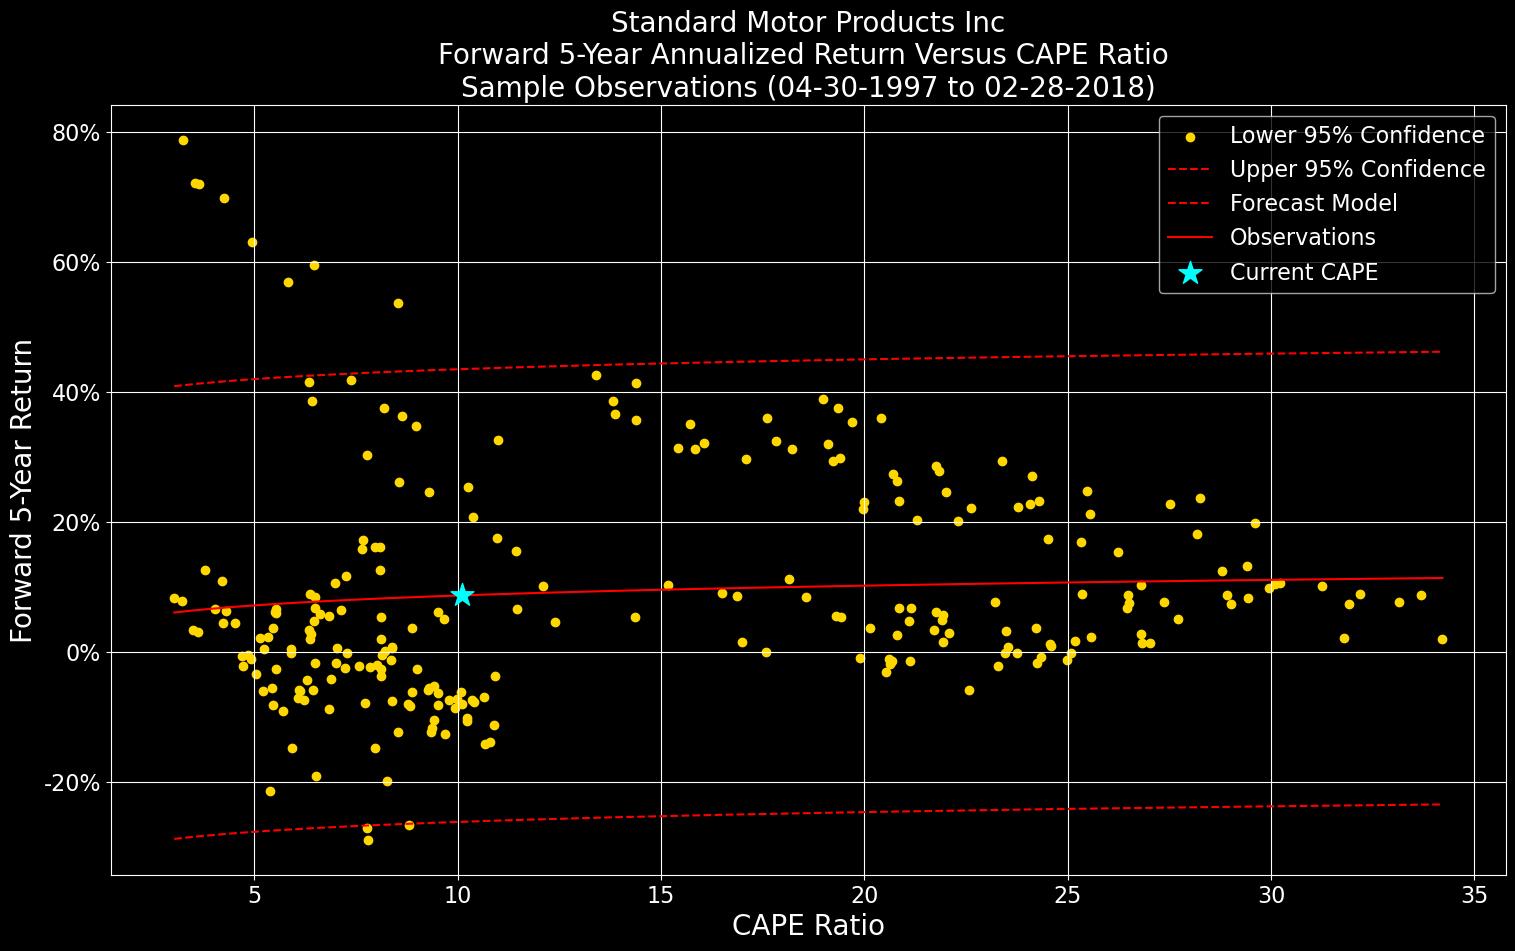 Standard Motor Products Inc
Forward 5-Year Annualized Return Versus CAPE Ratio
Sample Observations (04-30-1997 to 02-28-2018)
Lower 95% Confidence
Upper 95% Confidence
Forecast Model
Observations
Current CAPE
Forward 5-Year Return
80%
60%
40%
20%
0%
-20%
5 10 15 20 25 30 35
CAPE Ratio